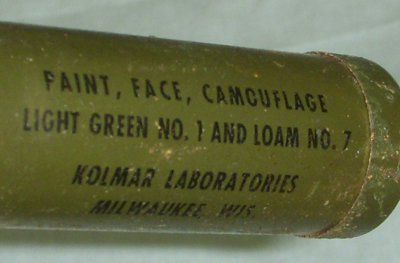 PAINT, FACE, CAMOUFLAGE
LIGHT GREEN NO. 1 AND LOAM NO. 7
KOLMAR LABORATORIES
MILWAUKEE, WIS.